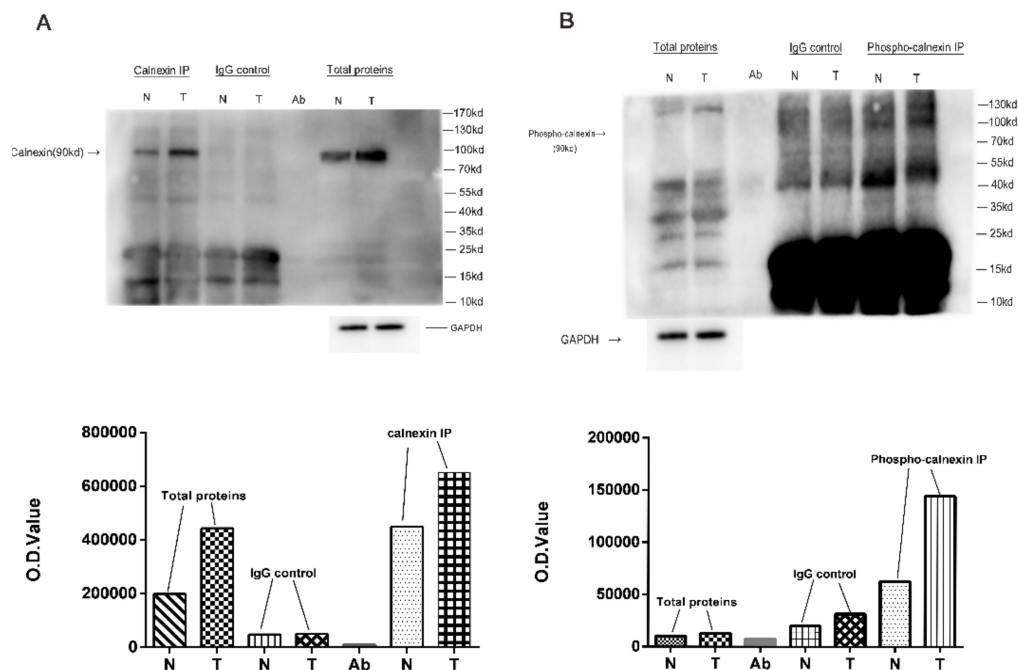 A
Calnexin IP IgG control Total proteins
N T N T Ab N T
Calnexin(90kd) →
170kd
130kd
100kd
70kd
55kd
40kd
35kd
25kd
15kd
10kd
GAPDH
B
Total proteins IgG control Phospho-calnexin IP
N T Ab N T N T
Phospho-calnexin→
(90kd)
130kd
100kd
70kd
55kd
40kd
35kd
25kd
15kd
10kd
GAPDH →
800000
600000
400000
200000
0
O.D.Value
Total proteins
IgG control
calnexin IP
N T N T Ab N T
200000
150000
100000
50000
0
O.D.Value
Total proteins
IgG control
Phospho-calnexin IP
N T Ab N T N T